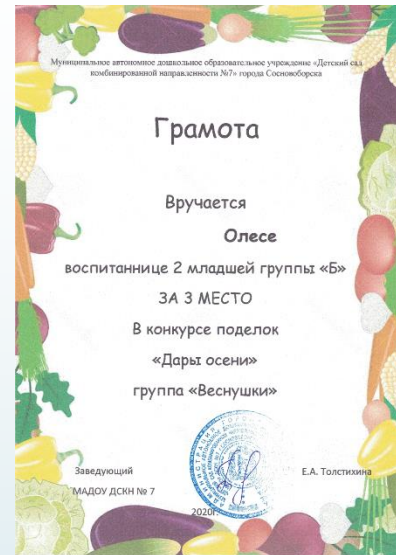 Муниципальное автономное дошкольное образовательное учреждение «Детский сад
комбинированной направленности №7» города Сосновоборска
Грамота
Вручается
Олесе
воспитаннице 2 младшей группы «Б»
ЗА 3 МЕСТО
В конкурсе поделок
«Дары осени»
группа «Веснушки»
Заведующий
Е.А. Толстихина
МАДОУ ДСКН № 7
2020г.